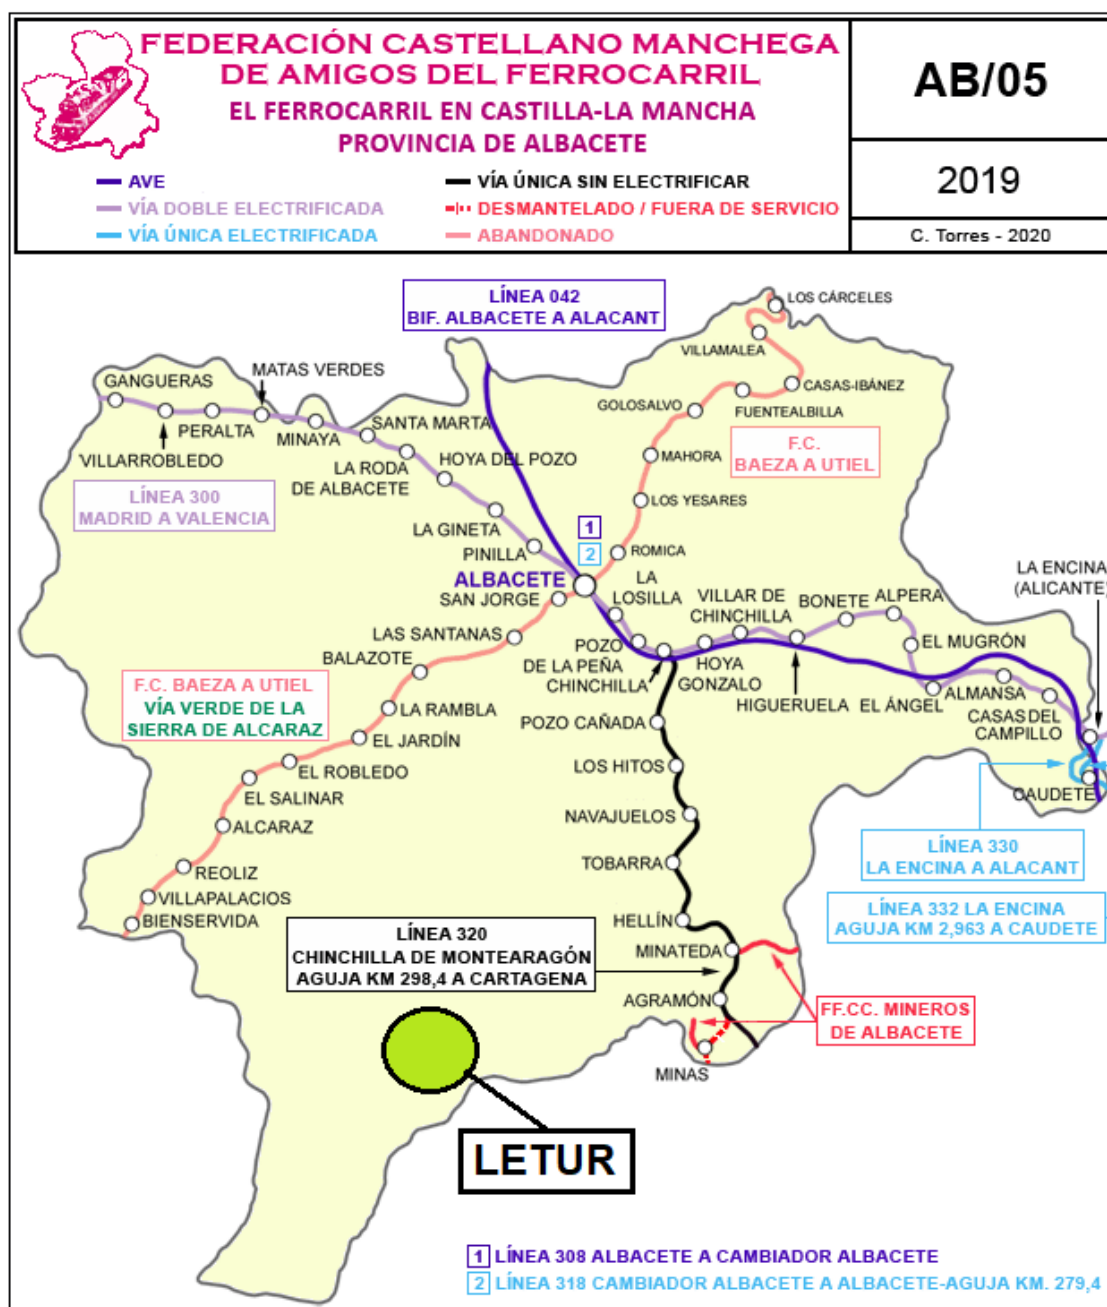 FEDERACIÓN CASTELLANO MANCHEGA
DE AMIGOS DEL FERROCARRIL
EL FERROCARRIL EN CASTILLA-LA MANCHA
PROVINCIA DE ALBACETE
AB/05
2019
C. Torres - 2020
AVE
VÍA DOBLE ELECTRIFICADA
VÍA ÚNICA ELECTRIFICADA
VÍA ÚNICA SIN ELECTRIFICAR
DESMANTELADO / FUERA DE SERVICIO
ABANDONADO
LÍNEA 042
BIF. ALBACETE A ALACANT
LOS CÁRCELES
VILLAMALEA
CASAS-IBÁNEZ
FUENTEALBILLA
GOLOSALVO
MAHORA
LOS YESARES
ROMICA
F.C.
BAEZA A UTIEL
GANGUERAS
MATAS VERDES
VILLARROBLEDO
PERALTA
MINAYA
SANTA MARTA
LA RODA
DE ALBACETE
HOYA DEL POZO
LA GINETA
PINILLA
LÍNEA 300
MADRID A VALENCIA
1
2
ALBACETE
SAN JORGE
LAS SANTANAS
BALAZOTE
LA RAMBLA
EL JARDÍN
EL ROBLEDO
EL SALINAR
ALCARAZ
REOLIZ
VILLAPALACIOS
BIENSERVIDA
F.C. BAEZA A UTIEL
VÍA VERDE DE LA
SIERRA DE ALCARAZ
LA
LOSILLA
POZO
DE LA PEÑA
CHINCHILLA
HOYA
GONZALO
VILLAR DE
CHINCHILLA
HIGUERUELA
BONETE
ALPERA
EL MUGRÓN
EL ÁNGEL
ALMANSA
CASAS DEL
CAMPILLO
LA ENCINA
(ALICANTE)
CAUDETE
LÍNEA 330
LA ENCINA A ALACANT
LÍNEA 332 LA ENCINA
AGUJA KM 2,963 A CAUDETE
POZO CAÑADA
LOS HITOS
NAVAJUELOS
TOBARRA
HELLÍN
MINATEDA
AGRAMÓN
MINAS
LÍNEA 320
CHINCHILLA DE MONTEARAGÓN
AGUJA KM 298,4 A CARTAGENA
FF.CC. MINEROS
DE ALBACETE
LETUR
1 LÍNEA 308 ALBACETE A CAMBIADOR ALBACETE
2 LÍNEA 318 CAMBIADOR ALBACETE A ALBACETE-AGUJA KM. 279,4